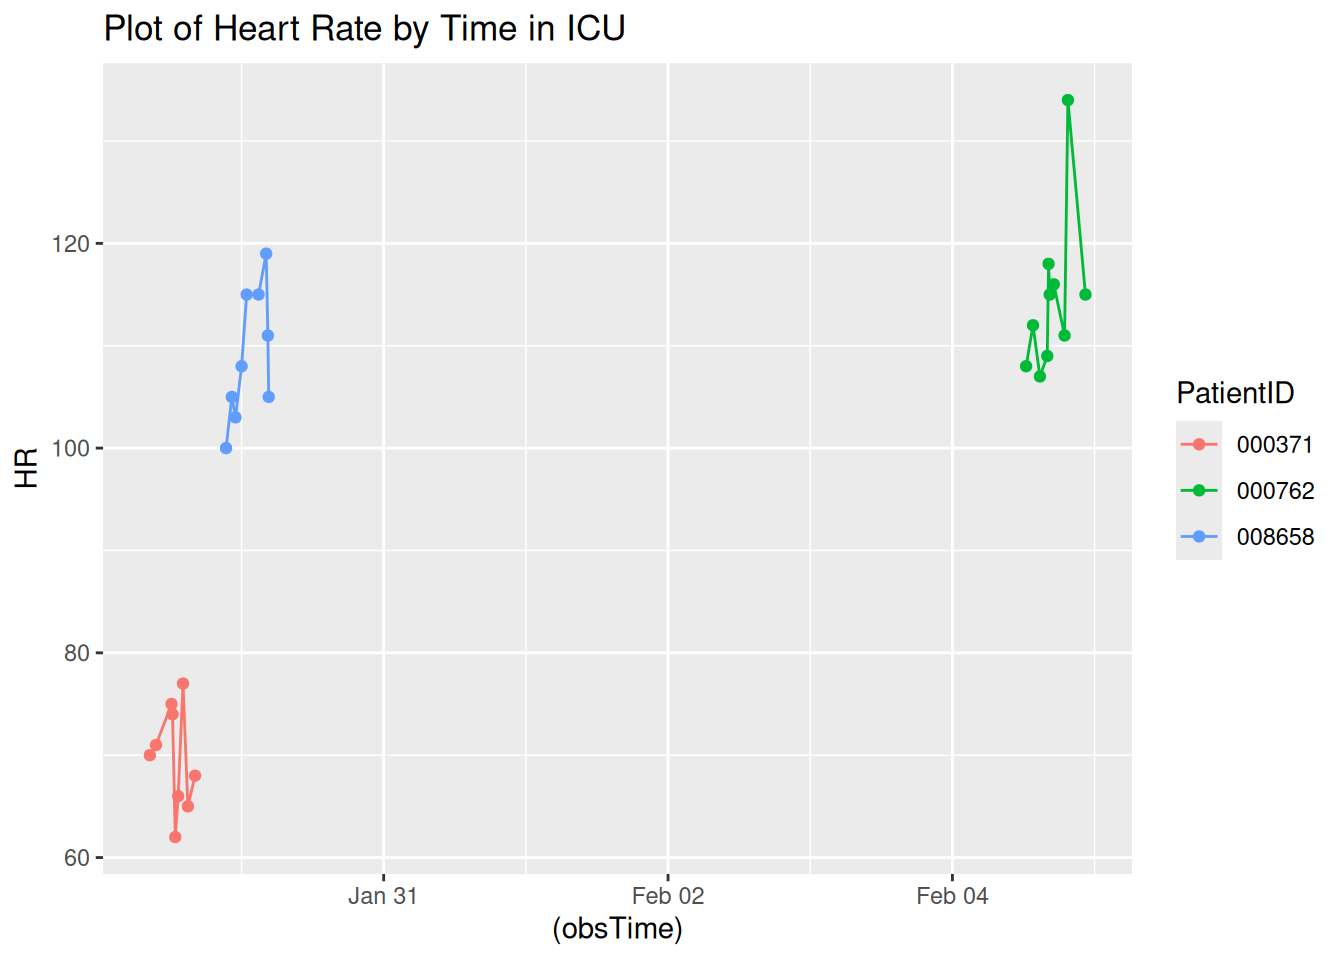 Plot of Heart Rate by Time in ICU
120
100
80
60
HR
Jan 31 Feb 02 Feb 04
(obsTime)
PatientID
000371
000762
008658